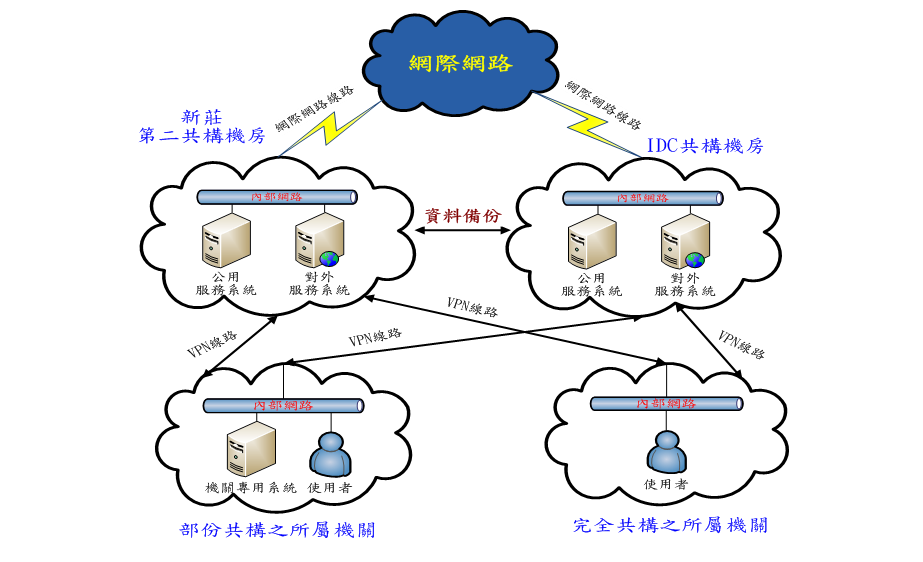 網際網路
網際網路線路
網際網路線路
新莊
第二共構機房
IDC共構機房
內部網路
內部網路
資料備份
公用
服務系統
對外
服務系統
公用
服務系統
對外
服務系統
VPN線路
VPN線路
VPN線路
VPN線路
內部網路
內部網路
機關專用系統
使用者
使用者
部份共構之所屬機關
完全共構之所屬機關